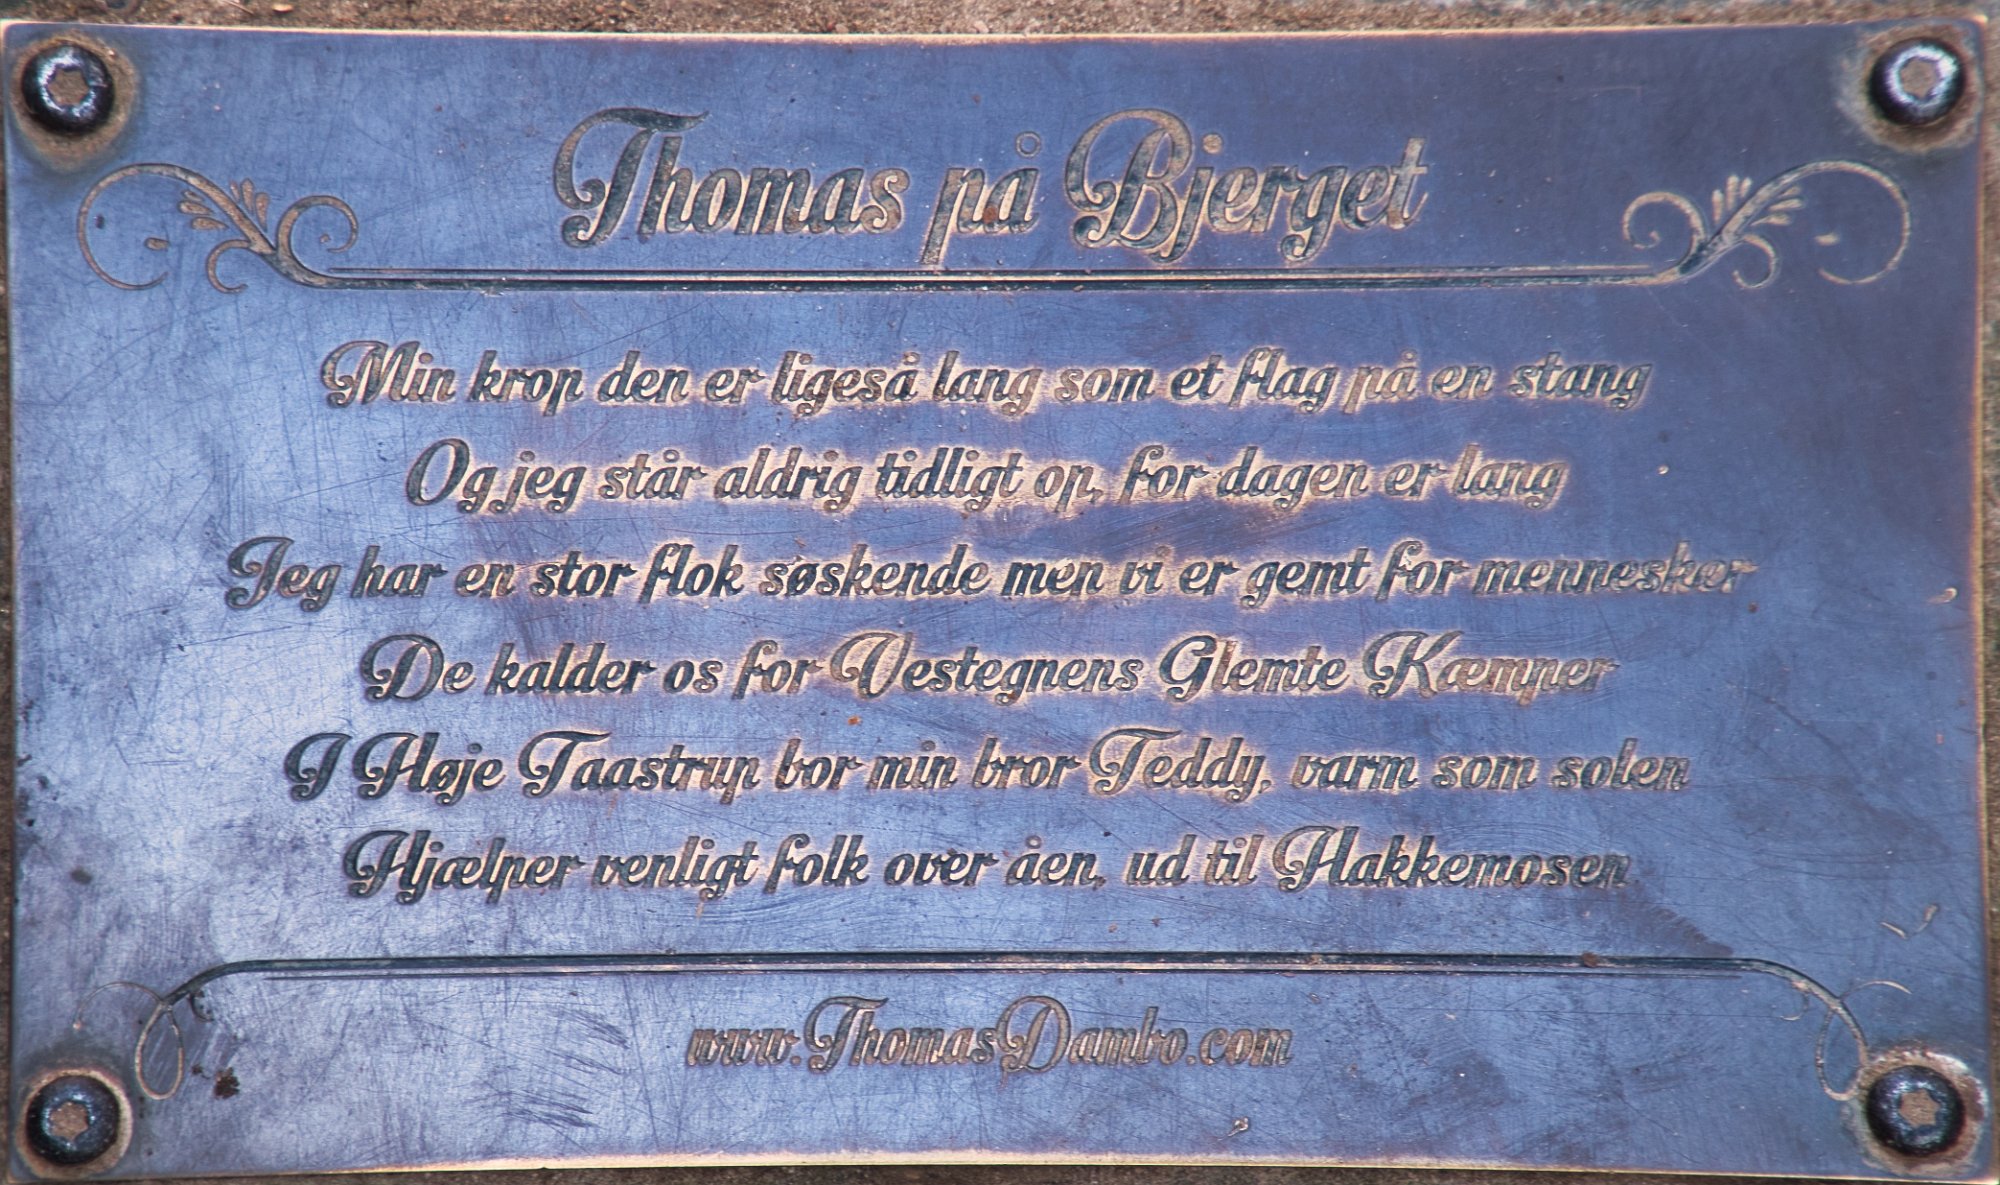 Thomas på Bjerget
Min krop den er ligeså lang som et flag på en stang
Og jeg står aldrig tidligt op, for dagen er lang
Jeg har en stor flok søskende men vi er gemt for mennesker
De kalder os for Vestegnens Glemte Kæmper
I Høje Taastrup bor min bror Teddy, varm som solen
Hjælper venligt folk over åen, ud til Hakkemosen
www.ThomasDambo.com